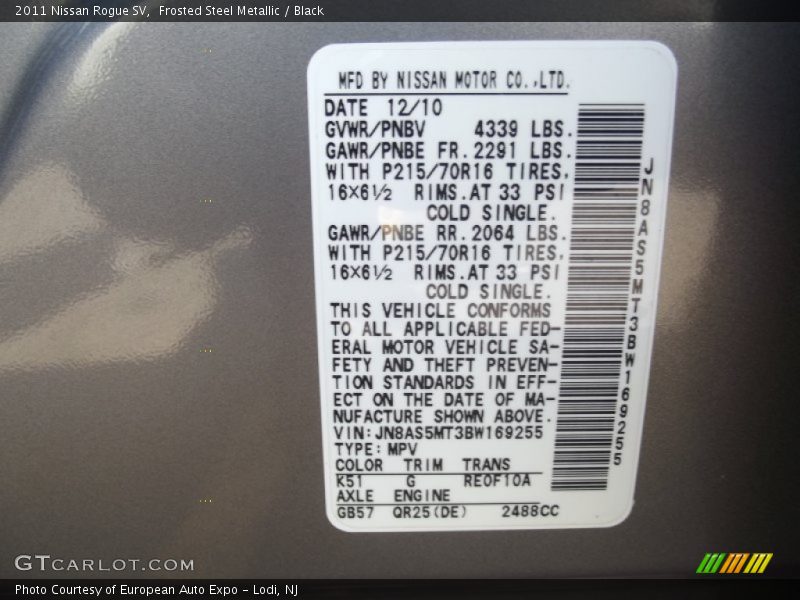 2011 Nissan Rogue SV,  Frosted Steel Metallic / Black
MFD BY NISSAN MOTOR CO.,LTD.
DATE 12/10
GVWR/PNBV 4339 LBS.
GAWR/PNBE FR.2291 LBS.
WITH P215/70R16 TIRES.
16X6½ RIMS.AT 33 PSI
COLD SINGLE.
GAWR/PNBE RR.2064 LBS.
WITH P215/70R16 TIRES.
16X6½ RIMS.AT 33 PSI
COLD SINGLE.
THIS VEHICLE CONFORMS
TO ALL APPLICABLE FED-
ERAL MOTOR VEHICLE SA-
FETY AND THEFT PREVEN-
TION STANDARDS IN EFF-
ECT ON THE DATE OF MA-
NUFACTURE SHOWN ABOVE.
VIN:JN8AS5MT3BW169255
TYPE:MPV
COLOR TRIM TRANS
K51 G RE0F10A
AXLE ENGINE
GB57 QR25(DE) 2488CC
JN8AS5MT3BW169255
GTCARLOT.COM
Photo Courtesy of European Auto Expo - Lodi, NJ